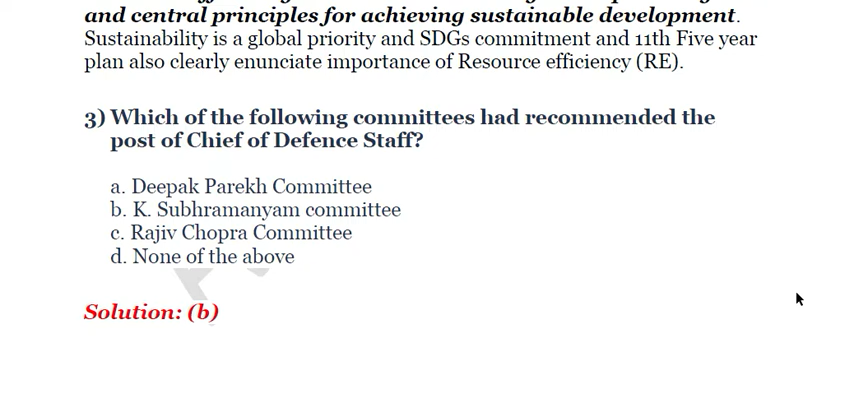 and central principles for achieving sustainable development.
Sustainability is a global priority and SDGs commitment and 11th Five year
plan also clearly enunciate importance of Resource efficiency (RE).
3) Which of the following committees had recommended the
post of Chief of Defence Staff?
a. Deepak Parekh Committee
b. K. Subhramanyam committee
c. Rajiv Chopra Committee
d. None of the above
Solution: (b)